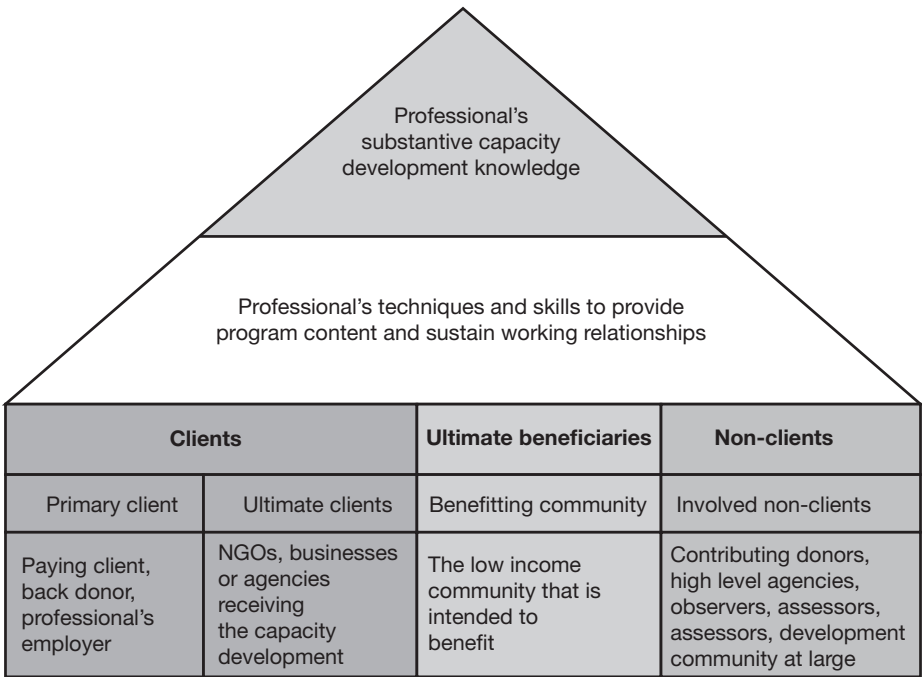 Professional’s
substantive capacity
development knowledge
Professional’s techniques and skills to provide
program content and sustain working relationships
Clients
Ultimate beneficiaries
Non-clients
Primary client
Ultimate clients
Benefitting community
Involved non-clients
Paying client,
back donor,
professional’s
employer
NGOs, businesses
or agencies
receiving
the capacity
development
The low income
community that is
intended to
benefit
Contributing donors,
high level agencies,
observers, assessors,
assessors, development
community at large